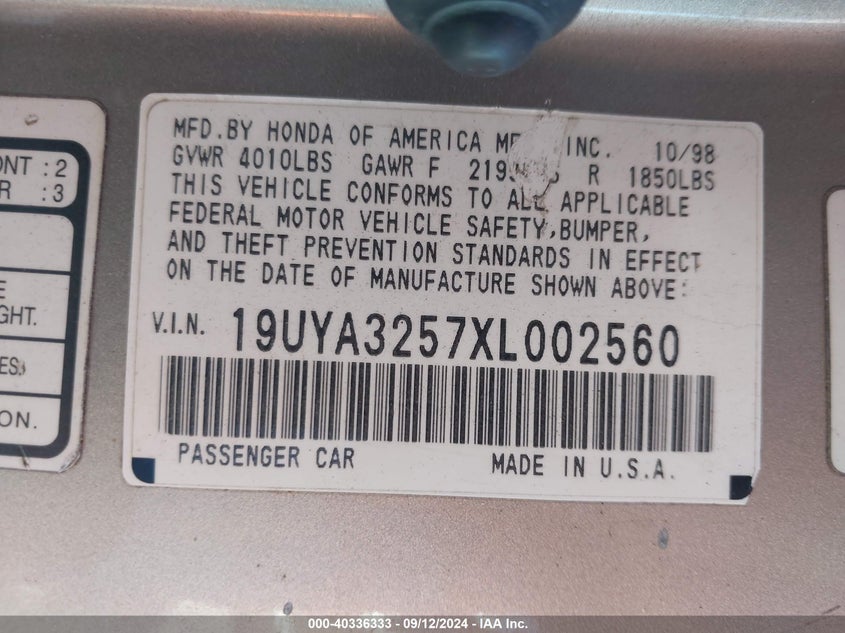 ONT : 2
R : 3
E
GHT.
ES)
ON.
MFD. BY HONDA OF AMERICA INC. 10/98
GVWR 4010LBS GAWR F R 1850LBS
THIS VEHICLE CONFORMS TO ALL APPLICABLE
FEDERAL MOTOR VEHICLE SAFETY, BUMPER,
AND THEFT PREVENTION STANDARDS IN EFFECT
ON THE DATE OF MANUFACTURE SHOWN ABOVE:
V.I.N. 19UYA3257XL002560
PASSENGER CAR MADE IN U.S.A.
000-40336333 - 09/12/2024 - IAA Inc.